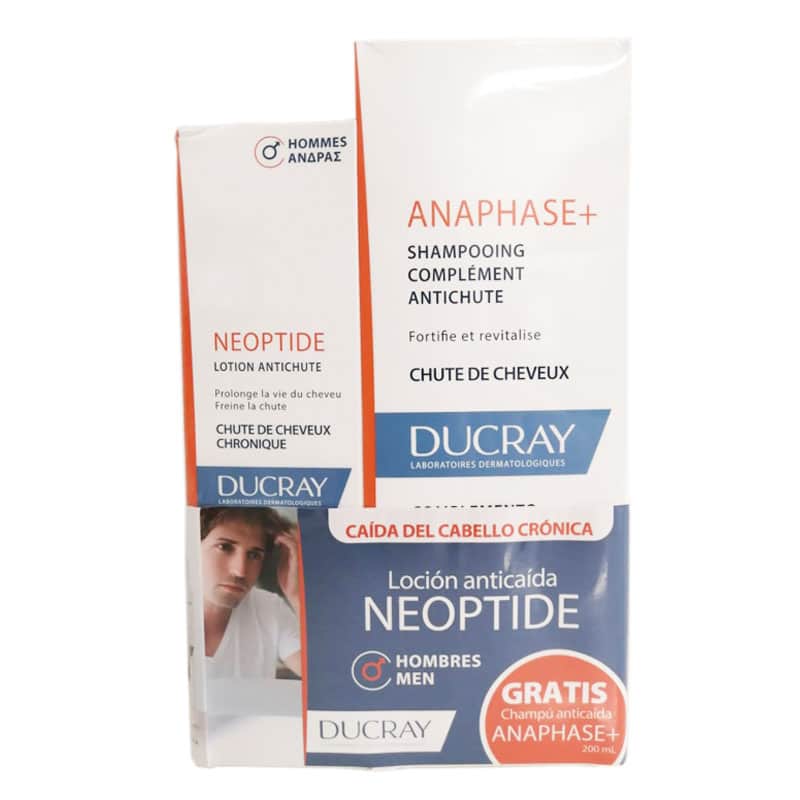 HOMMES
ΑΝΔΡΑΣ
NEOPTIDE
LOTION ANTICHUTE
Prolonge la vie du cheveu
Freine la chute
CHUTE DE CHEVEUX
CHRONIQUE
DUCRAY
LABORATOIRES DERMATOLOGIQUES
ANAPHASE+
SHAMPOOING
COMPLÉMENT
ANTICHUTE
Fortifie et revitalise
CHUTE DE CHEVEUX
DUCRAY
LABORATOIRES DERMATOLOGIQUES
CAÍDA DEL CABELLO CRÓNICA
Loción anticaída
NEOPTIDE
HOMBRES
MEN
DUCRAY
GRATIS
Champú anticaída
ANAPHASE+
200 mL